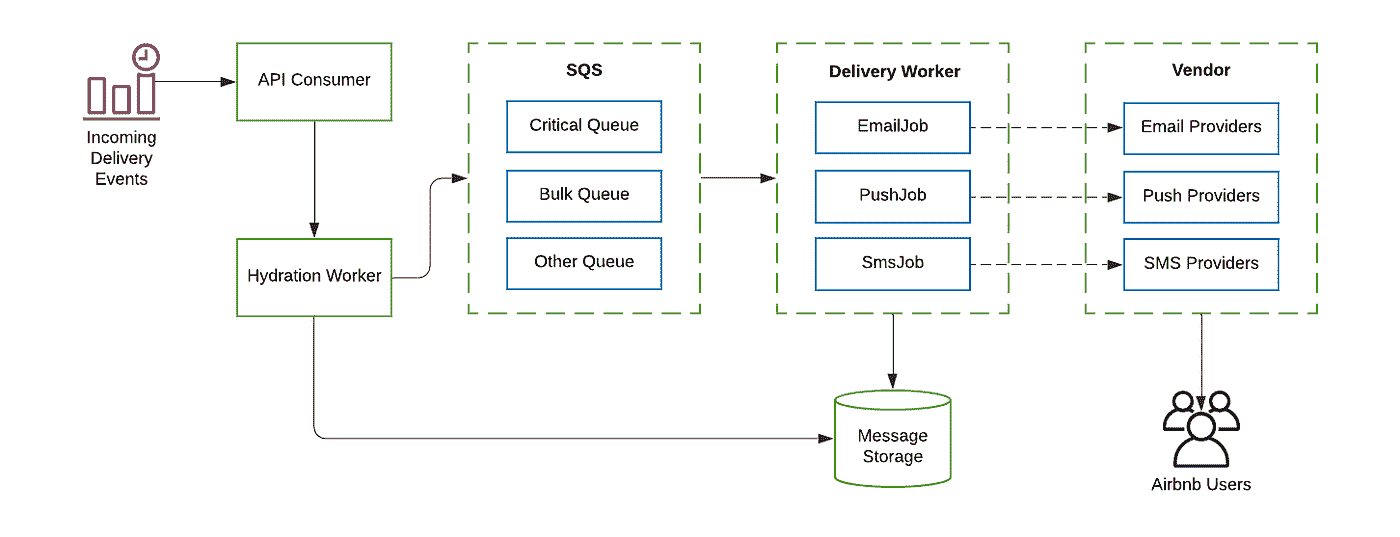 Incoming
Delivery
Events
API Consumer
Hydration Worker
SQS
Critical Queue
Bulk Queue
Other Queue
Delivery Worker
EmailJob
PushJob
SmsJob
Vendor
Email Providers
Push Providers
SMS Providers
Message
Storage
Airbnb Users